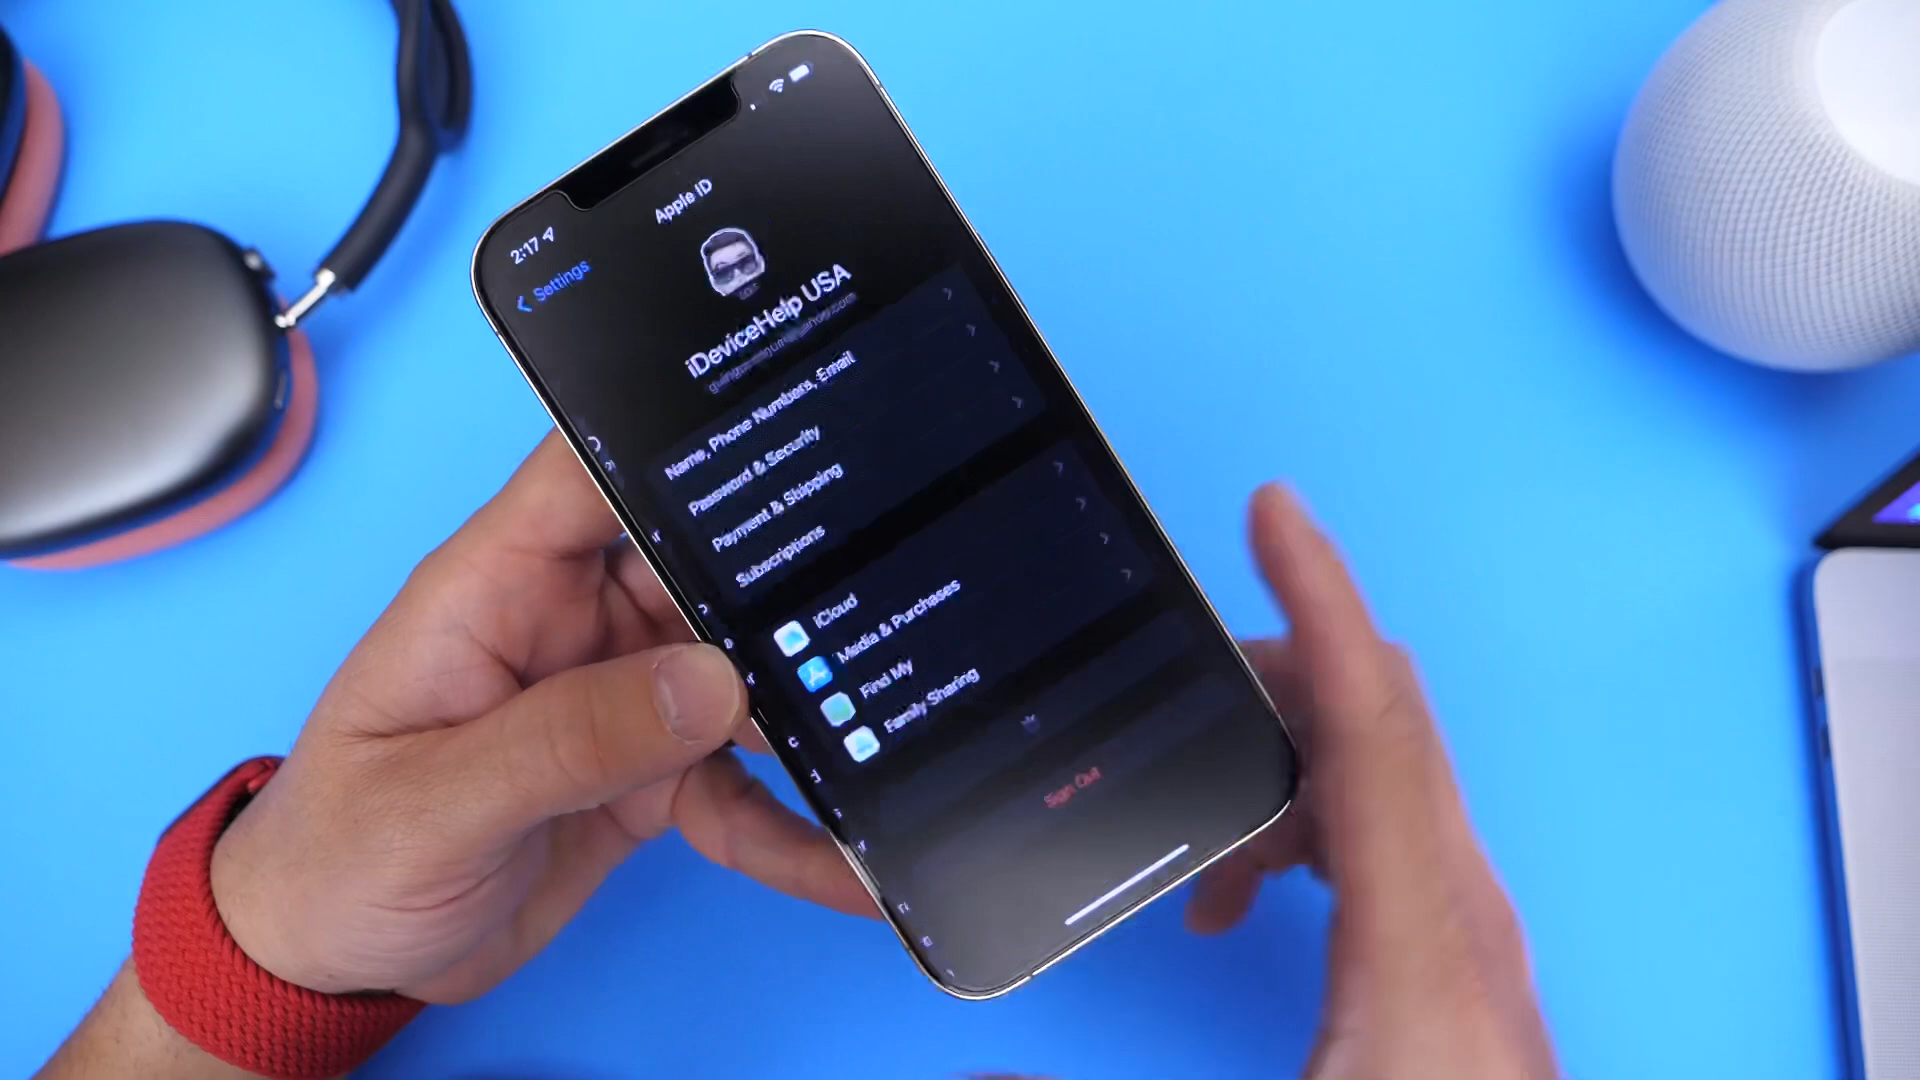 2:17
Settings
Apple ID
iDeviceHelp USA
Name, Phone Numbers, Email
Password & Security
Payment & Shipping
Subscriptions
iCloud
Media & Purchases
Find My
Family Sharing
Sign Out